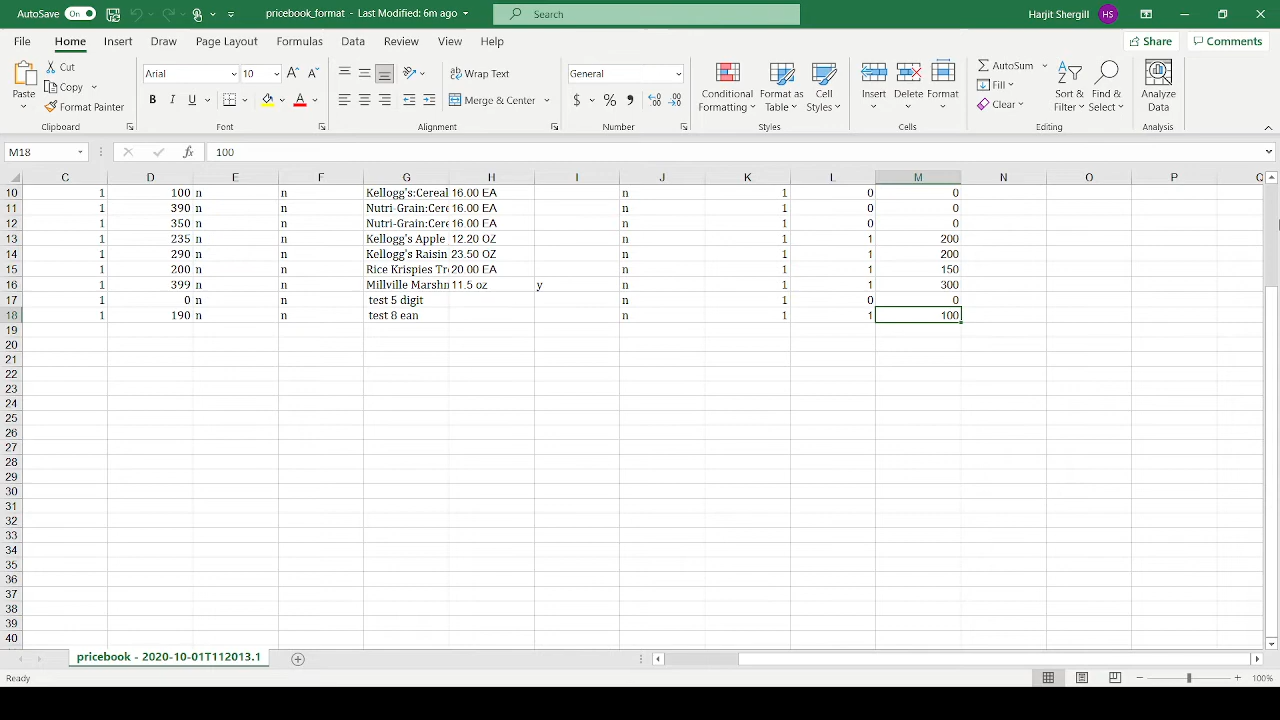 AutoSave On pricebook_format - Last Modified: 6m ago Search Harjit Shergill HS
File Home Insert Draw Page Layout Formulas Data Review View Help Share Comments
Paste Cut Copy Format Painter
Arial 10
B I U A
Wrap Text
Merge & Center
General
$ % ,
Conditional Formatting Format as Table Cell Styles
Insert Delete Format
AutoSum Fill Clear Sort & Filter Find & Select
Analyze Data
Clipboard Font Alignment Number Styles Cells Editing Analysis
M18 fx 100
C D E F G H I J K L M N O P Q
10 1 100 n n Kellogg's:Cereal 16.00 EA n 1 0 0
11 1 390 n n Nutri-Grain:Cere 16.00 EA n 1 0 0
12 1 350 n n Nutri-Grain:Cere 16.00 EA n 1 0 0
13 1 235 n n Kellogg's Apple 12.20 OZ n 1 1 200
14 1 290 n n Kellogg's Raisin 23.50 OZ n 1 1 200
15 1 200 n n Rice Krispies Tr 20.00 EA n 1 1 150
16 1 399 n n Millville Marshm 11.5 oz y n 1 1 300
17 1 0 n n test 5 digit n 1 0 0
18 1 190 n n test 8 ean n 1 1 100
19
20
21
22
23
24
25
26
27
28
29
30
31
32
33
34
35
36
37
38
39
40
pricebook - 2020-10-01T112013.1
Ready 100%